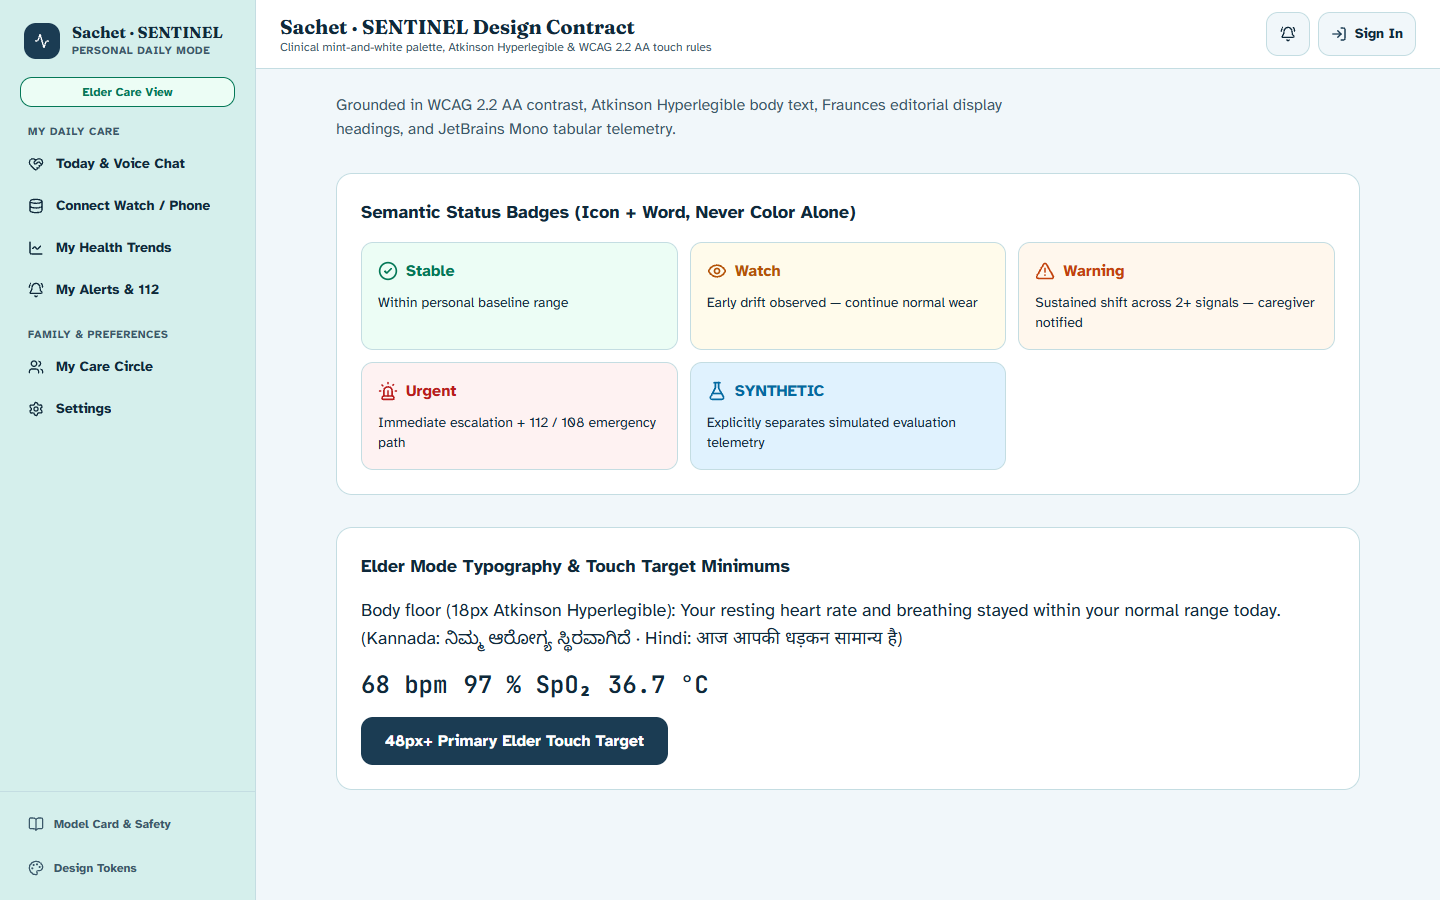 Sachet · SENTINEL
PERSONAL DAILY MODE
Elder Care View
MY DAILY CARE
Today & Voice Chat
Connect Watch / Phone
My Health Trends
My Alerts & 112
FAMILY & PREFERENCES
My Care Circle
Settings
Model Card & Safety
Design Tokens
Sachet · SENTINEL Design Contract
Clinical mint-and-white palette, Atkinson Hyperlegible & WCAG 2.2 AA touch rules
Sign In
Grounded in WCAG 2.2 AA contrast, Atkinson Hyperlegible body text, Fraunces editorial display
headings, and JetBrains Mono tabular telemetry.
Semantic Status Badges (Icon + Word, Never Color Alone)
Stable
Within personal baseline range
Watch
Early drift observed — continue normal wear
Warning
Sustained shift across 2+ signals — caregiver
notified
Urgent
Immediate escalation + 112 / 108 emergency
path
SYNTHETIC
Explicitly separates simulated evaluation
telemetry
Elder Mode Typography & Touch Target Minimums
Body floor (18px Atkinson Hyperlegible): Your resting heart rate and breathing stayed within your normal range today.
(Kannada: ನಿಮ್ಮ ಆರೋಗ್ಯ ಸ್ಥಿರವಾಗಿದೆ · Hindi: आज आपकी धड़कन सामान्य है)
68 bpm 97 % SpO₂ 36.7 °C
48px+ Primary Elder Touch Target